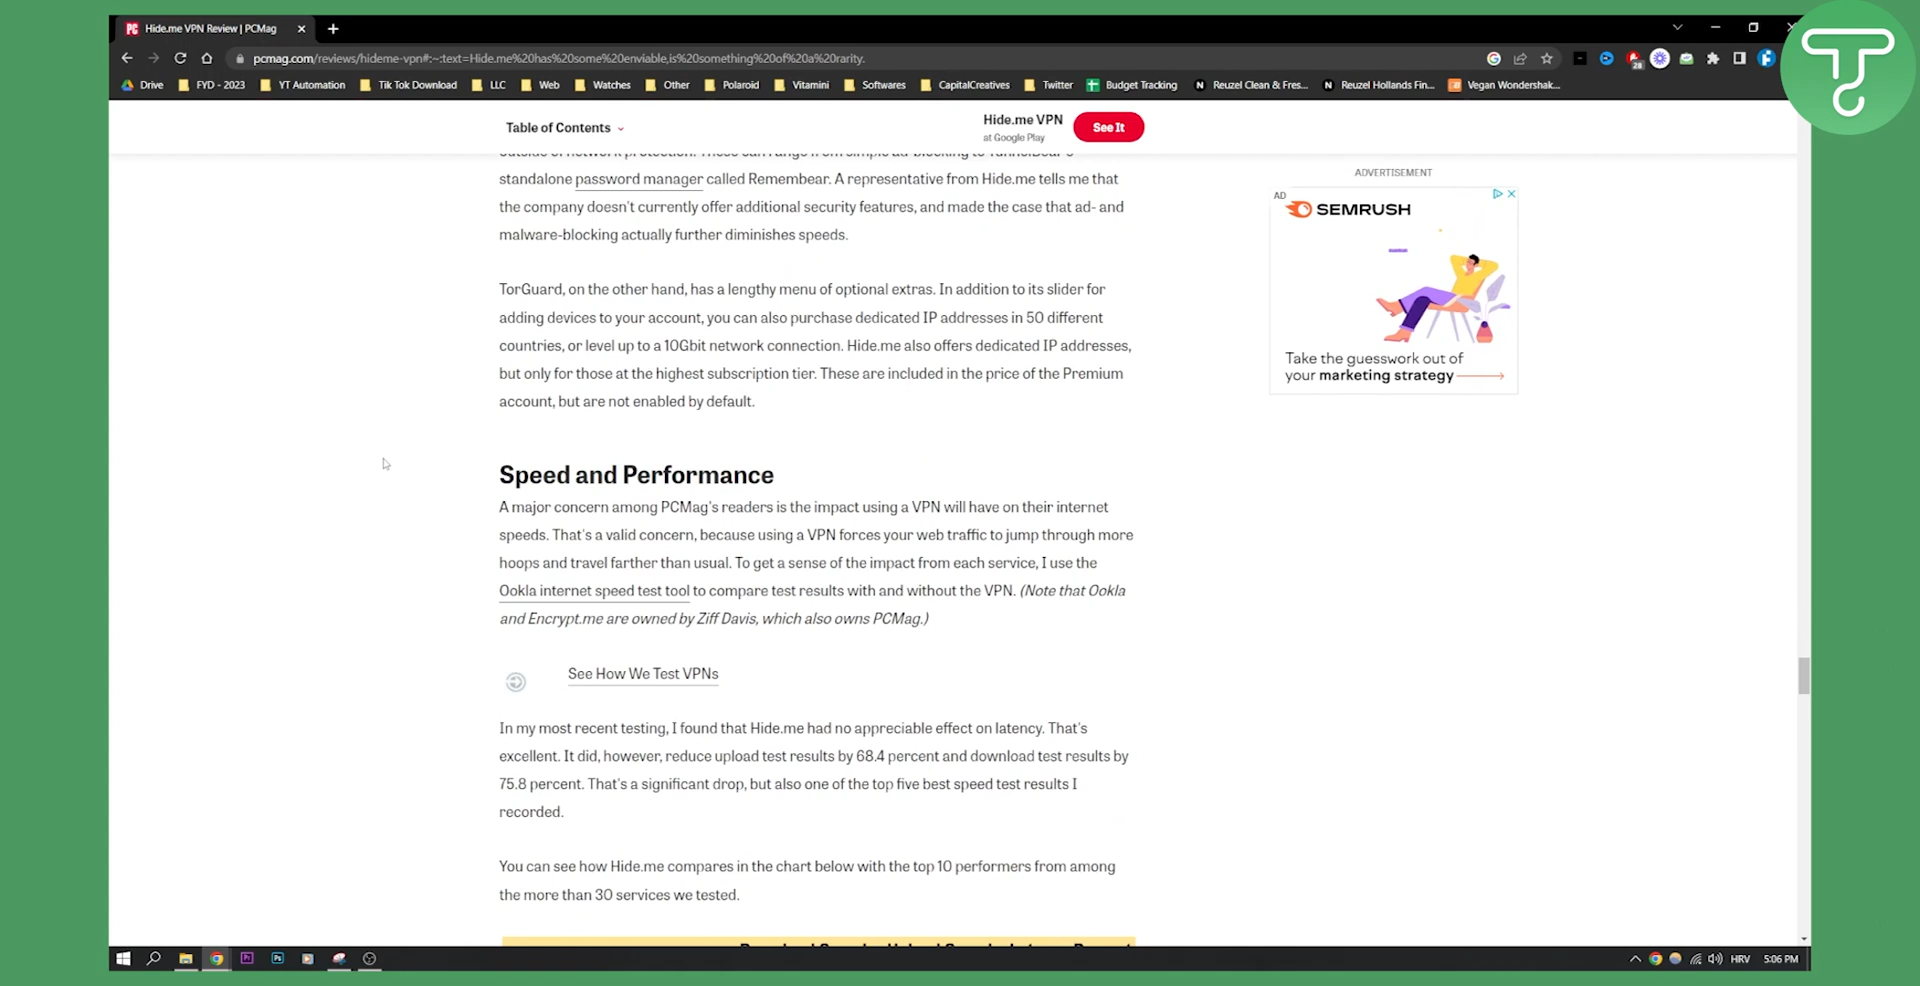 PC Hide.me VPN Review | PCMag
pcmag.com/reviews/hideme-vpn#:~:text=Hide.me%20has%20some%20enviable,is%20something%20of%20a%20rarity.
28
Drive FYD - 2023 YT Automation Tik Tok Download LLC Web Watches Other Polaroid Vitamini Softwares CapitalCreatives Twitter Budget Tracking Reuzel Clean & Fres... Reuzel Hollands Fin... Vegan Wondershak...
Table of Contents
Hide.me VPN
at Google Play
See It
outside of network protection. These can range from simple ad-blocking to TunnelBear's
standalone password manager called Remembear. A representative from Hide.me tells me that
the company doesn't currently offer additional security features, and made the case that ad- and
malware-blocking actually further diminishes speeds.
TorGuard, on the other hand, has a lengthy menu of optional extras. In addition to its slider for
adding devices to your account, you can also purchase dedicated IP addresses in 50 different
countries, or level up to a 10Gbit network connection. Hide.me also offers dedicated IP addresses,
but only for those at the highest subscription tier. These are included in the price of the Premium
account, but are not enabled by default.
Speed and Performance
A major concern among PCMag's readers is the impact using a VPN will have on their internet
speeds. That's a valid concern, because using a VPN forces your web traffic to jump through more
hoops and travel farther than usual. To get a sense of the impact from each service, I use the
Ookla internet speed test tool to compare test results with and without the VPN. (Note that Ookla
and Encrypt.me are owned by Ziff Davis, which also owns PCMag.)
See How We Test VPNs
In my most recent testing, I found that Hide.me had no appreciable effect on latency. That's
excellent. It did, however, reduce upload test results by 68.4 percent and download test results by
75.8 percent. That's a significant drop, but also one of the top five best speed test results I
recorded.
You can see how Hide.me compares in the chart below with the top 10 performers from among
the more than 30 services we tested.
ADVERTISEMENT
AD
SEMRUSH
Take the guesswork out of
your marketing strategy
Pr Ps
HRV 5:06 PM